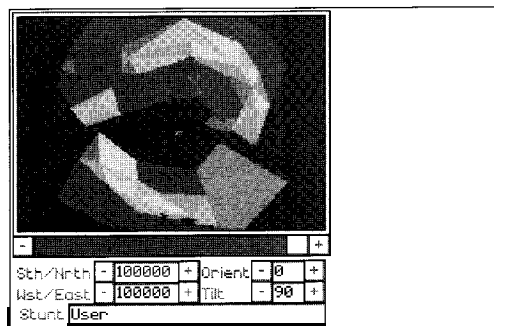 - +
Sth/Nrth - 100000 + Orient - 0 +
Wst/East - 100000 + Tilt - 90 +
Stunt User